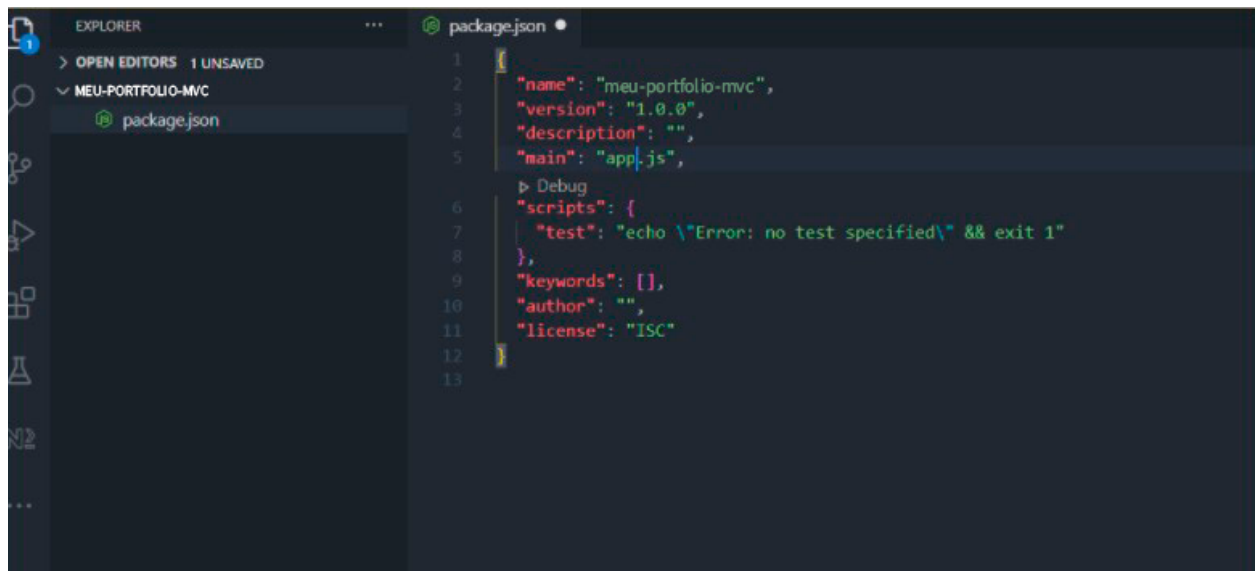 EXPLORER ···
package.json ●
> OPEN EDITORS 1 UNSAVED
MEU-PORTFOLIO-MVC
package.json
1
1 {
2 "name": "meu-portfolio-mvc",
3 "version": "1.0.0",
4 "description": "",
5 "main": "app.js",
Debug
6 "scripts": {
7 "test": "echo \"Error: no test specified\" && exit 1"
8 },
9 "keywords": [],
10 "author": "",
11 "license": "ISC"
12 }
13